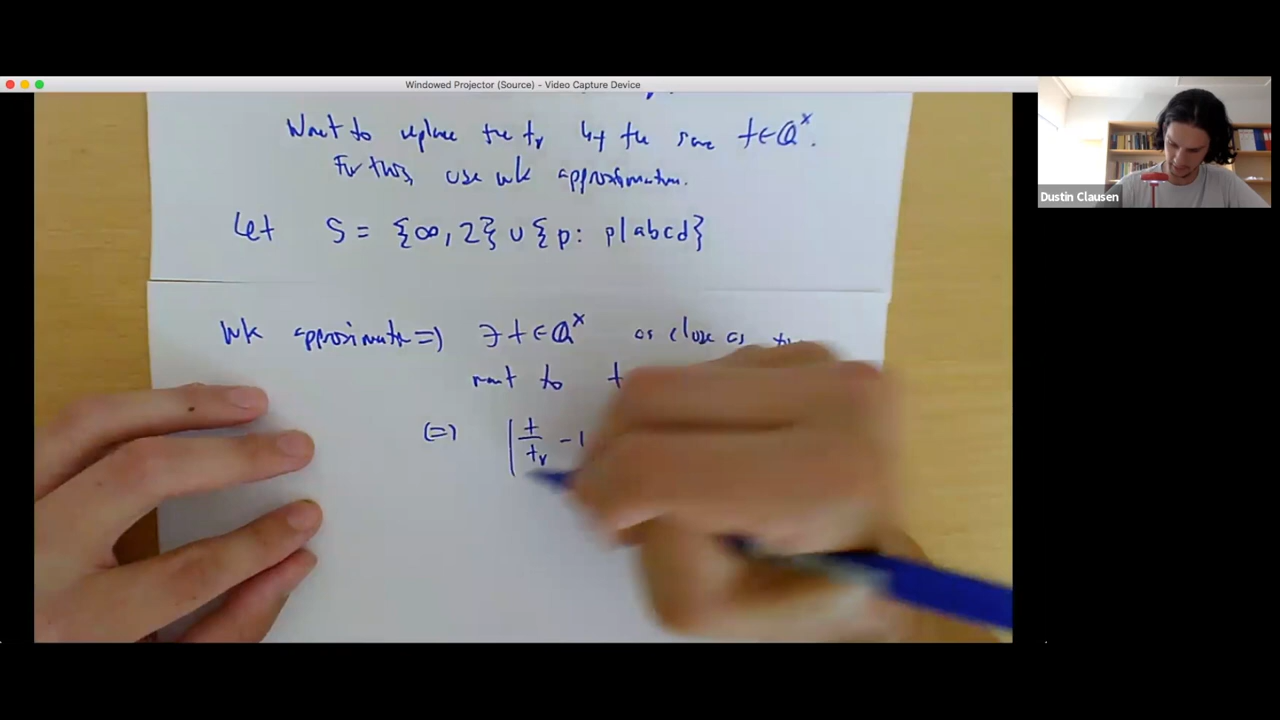 Windowed Projector (Source) - Video Capture Device
Want to replace the t_v by the same t∈Q^×.
For this, use wk approximation.
Let S = {∞, 2} ∪ {p: p|abcd}
Wk approximate ⇒ ∃ t∈Q^× as close as
want to t
⇔ |t/t_v - 1
Dustin Clausen